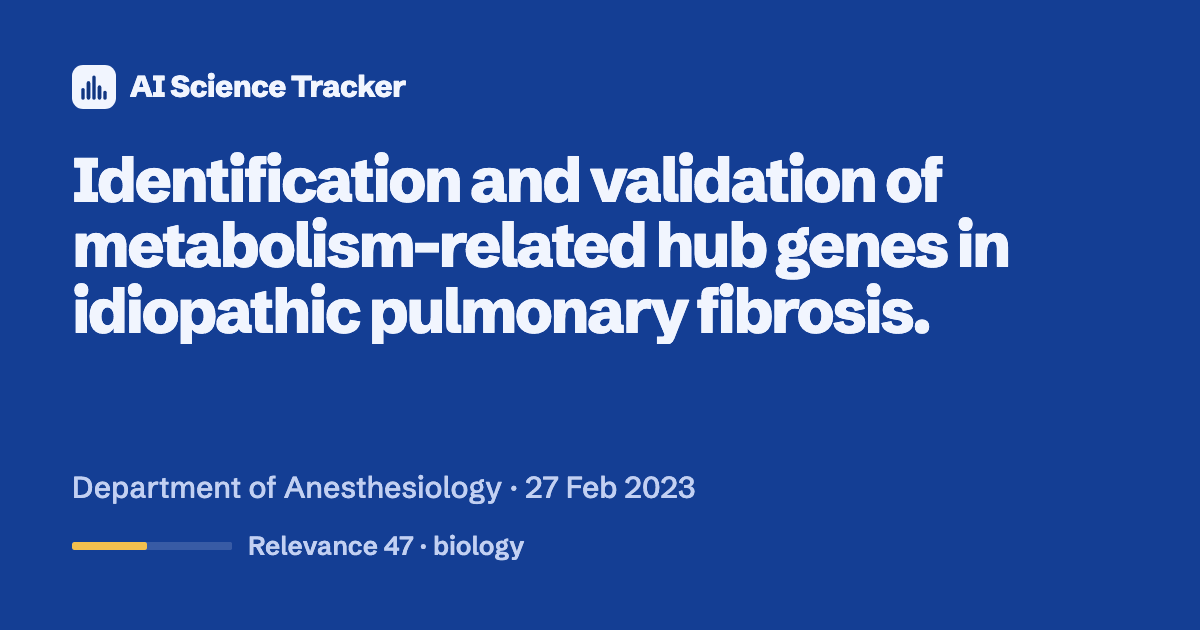 AI Science Tracker
Identification and validation of
metabolism-related hub genes in
idiopathic pulmonary fibrosis.
Department of Anesthesiology · 27 Feb 2023
Relevance 47 · biology